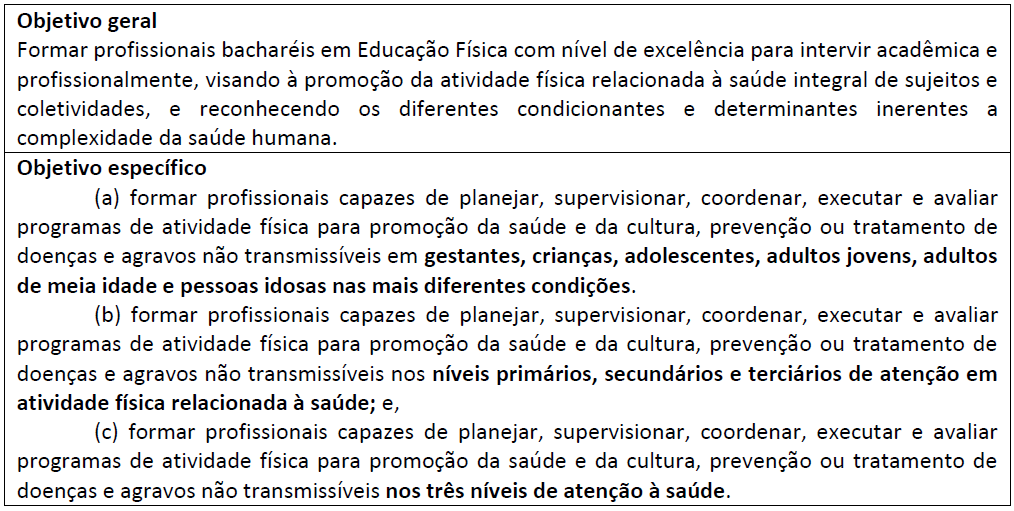 Objetivo geral
Formar profissionais bacharéis em Educação Física com nível de excelência para intervir acadêmica e
profissionalmente, visando à promoção da atividade física relacionada à saúde integral de sujeitos e
coletividades, e reconhecendo os diferentes condicionantes e determinantes inerentes a
complexidade da saúde humana.
Objetivo específico
(a) formar profissionais capazes de planejar, supervisionar, coordenar, executar e avaliar
programas de atividade física para promoção da saúde e da cultura, prevenção ou tratamento de
doenças e agravos não transmissíveis em gestantes, crianças, adolescentes, adultos jovens, adultos
de meia idade e pessoas idosas nas mais diferentes condições.
(b) formar profissionais capazes de planejar, supervisionar, coordenar, executar e avaliar
programas de atividade física para promoção da saúde e da cultura, prevenção ou tratamento de
doenças e agravos não transmissíveis nos níveis primários, secundários e terciários de atenção em
atividade física relacionada à saúde; e,
(c) formar profissionais capazes de planejar, supervisionar, coordenar, executar e avaliar
programas de atividade física para promoção da saúde e da cultura, prevenção ou tratamento de
doenças e agravos não transmissíveis nos três níveis de atenção à saúde.